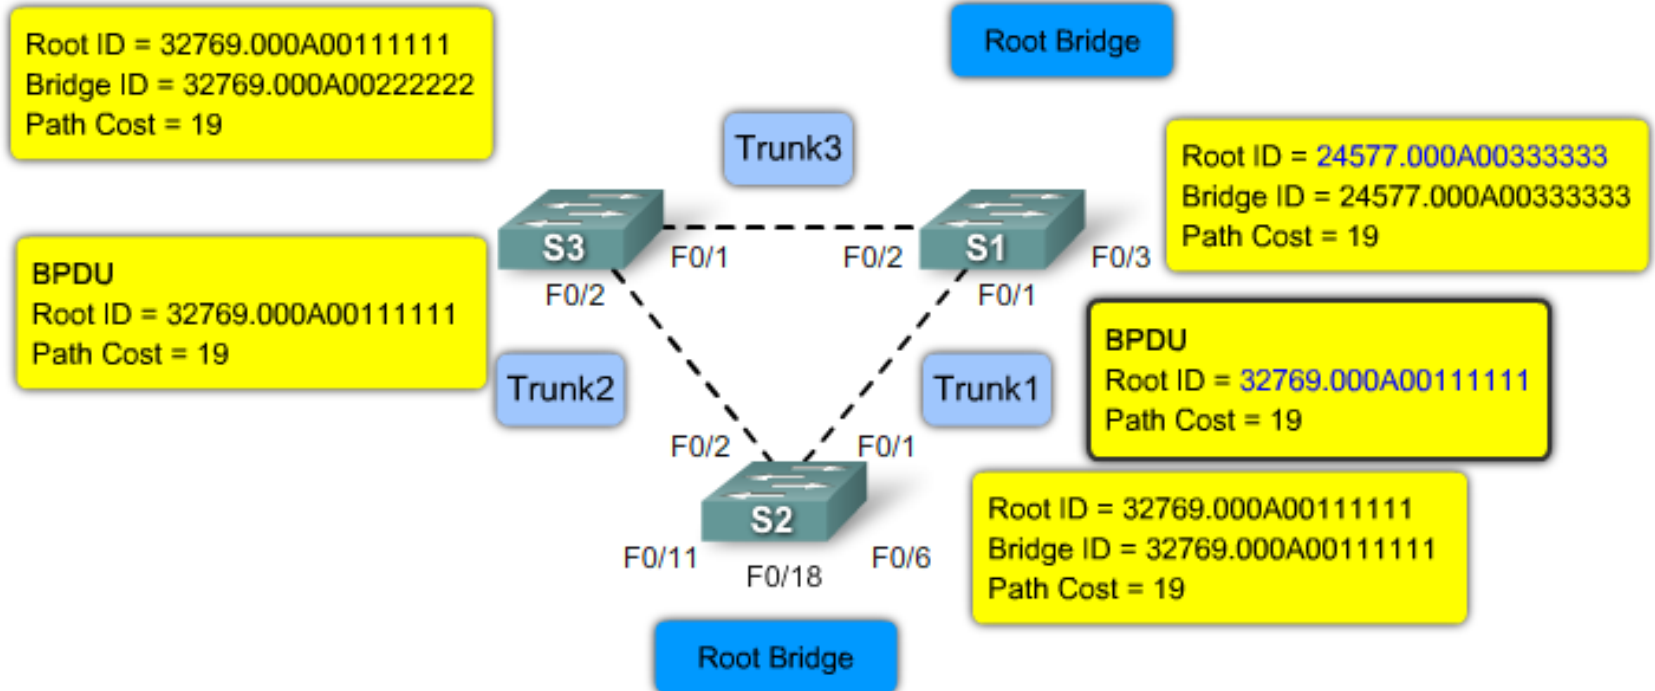 Root ID = 32769.000A00111111
Bridge ID = 32769.000A00222222
Path Cost = 19
Root Bridge
Trunk3
Root ID = 24577.000A00333333
Bridge ID = 24577.000A00333333
Path Cost = 19
S3
F0/1
F0/2
S1
F0/3
F0/2
F0/1
BPDU
Root ID = 32769.000A00111111
Path Cost = 19
BPDU
Root ID = 32769.000A00111111
Path Cost = 19
Trunk2
Trunk1
F0/2
F0/1
S2
F0/11
F0/18
F0/6
Root ID = 32769.000A00111111
Bridge ID = 32769.000A00111111
Path Cost = 19
Root Bridge